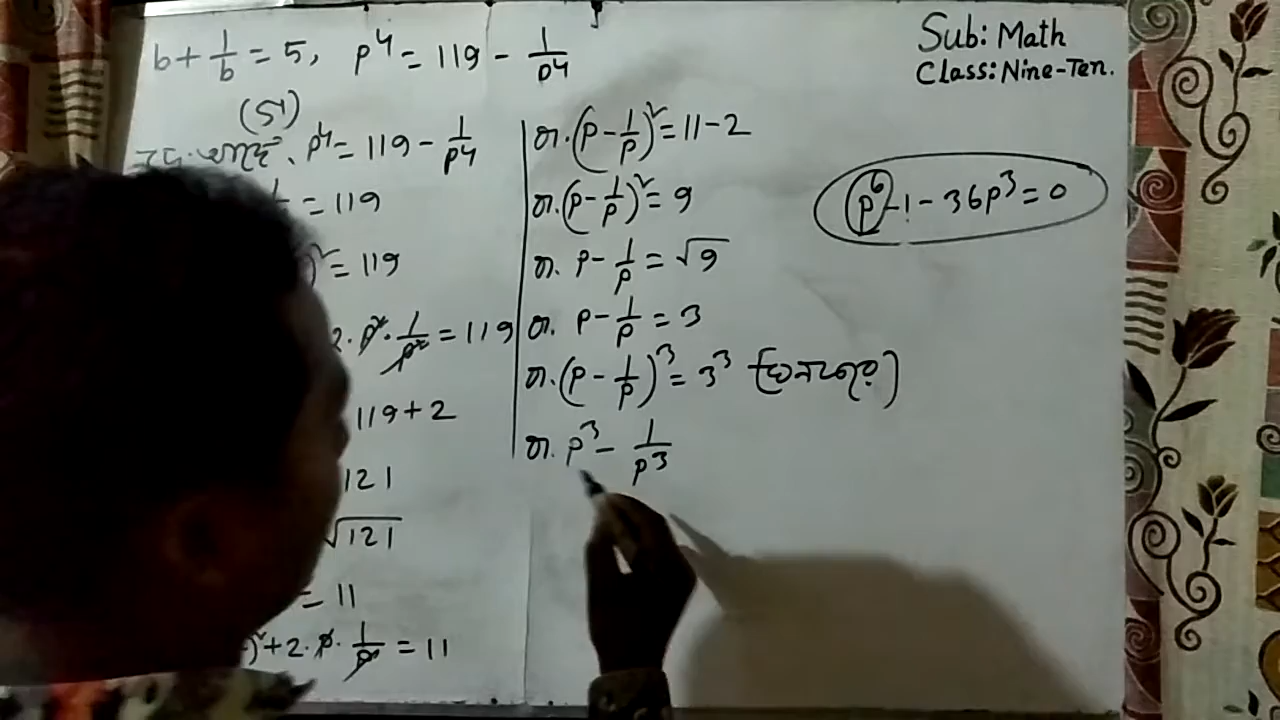 b + 1/b = 5, p⁴ = 119 - 1/p⁴
Sub: Math
Class: Nine-Ten.
p⁴ = 119 - 1/p⁴
= 119
)² = 119
2·p²·1/p² = 119
119 + 2
121
√121
= 11
)² + 2·p·1/p = 11
বা. (p - 1/p)² = 11 - 2
বা. (p - 1/p)² = 9
বা. p - 1/p = √9
বা. p - 1/p = 3
বা. (p - 1/p)³ = 3³ [ঘনকরে]
বা. p³ - 1/p³
p⁶ - 1 - 36p³ = 0